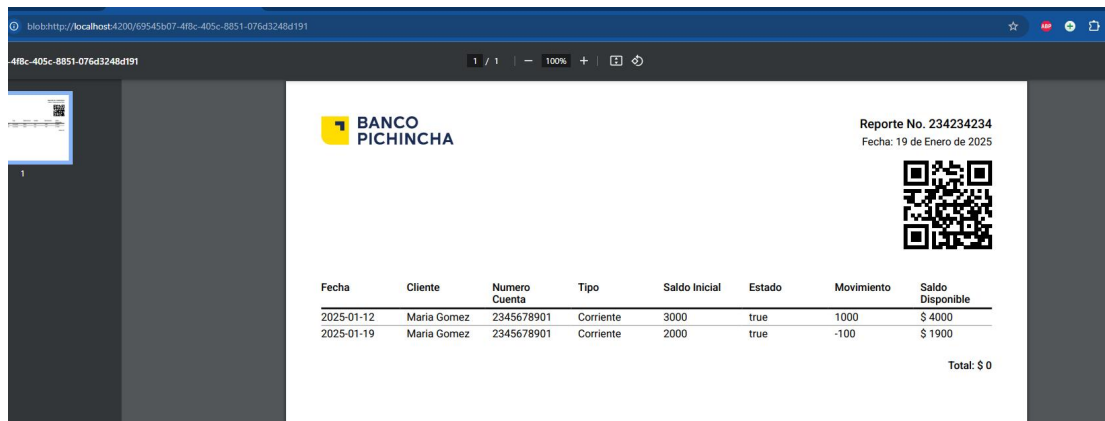 blob:http://localhost:4200/69545b07-4f8c-405c-8851-076d3248d191
ABP
-4f8c-405c-8851-076d3248d191
1 / 1
100%
1
BANCO
PICHINCHA
Reporte No. 234234234
Fecha: 19 de Enero de 2025
Fecha Cliente Numero Cuenta Tipo Saldo Inicial Estado Movimiento Saldo Disponible
2025-01-12 Maria Gomez 2345678901 Corriente 3000 true 1000 $ 4000
2025-01-19 Maria Gomez 2345678901 Corriente 2000 true -100 $ 1900
Total: $ 0